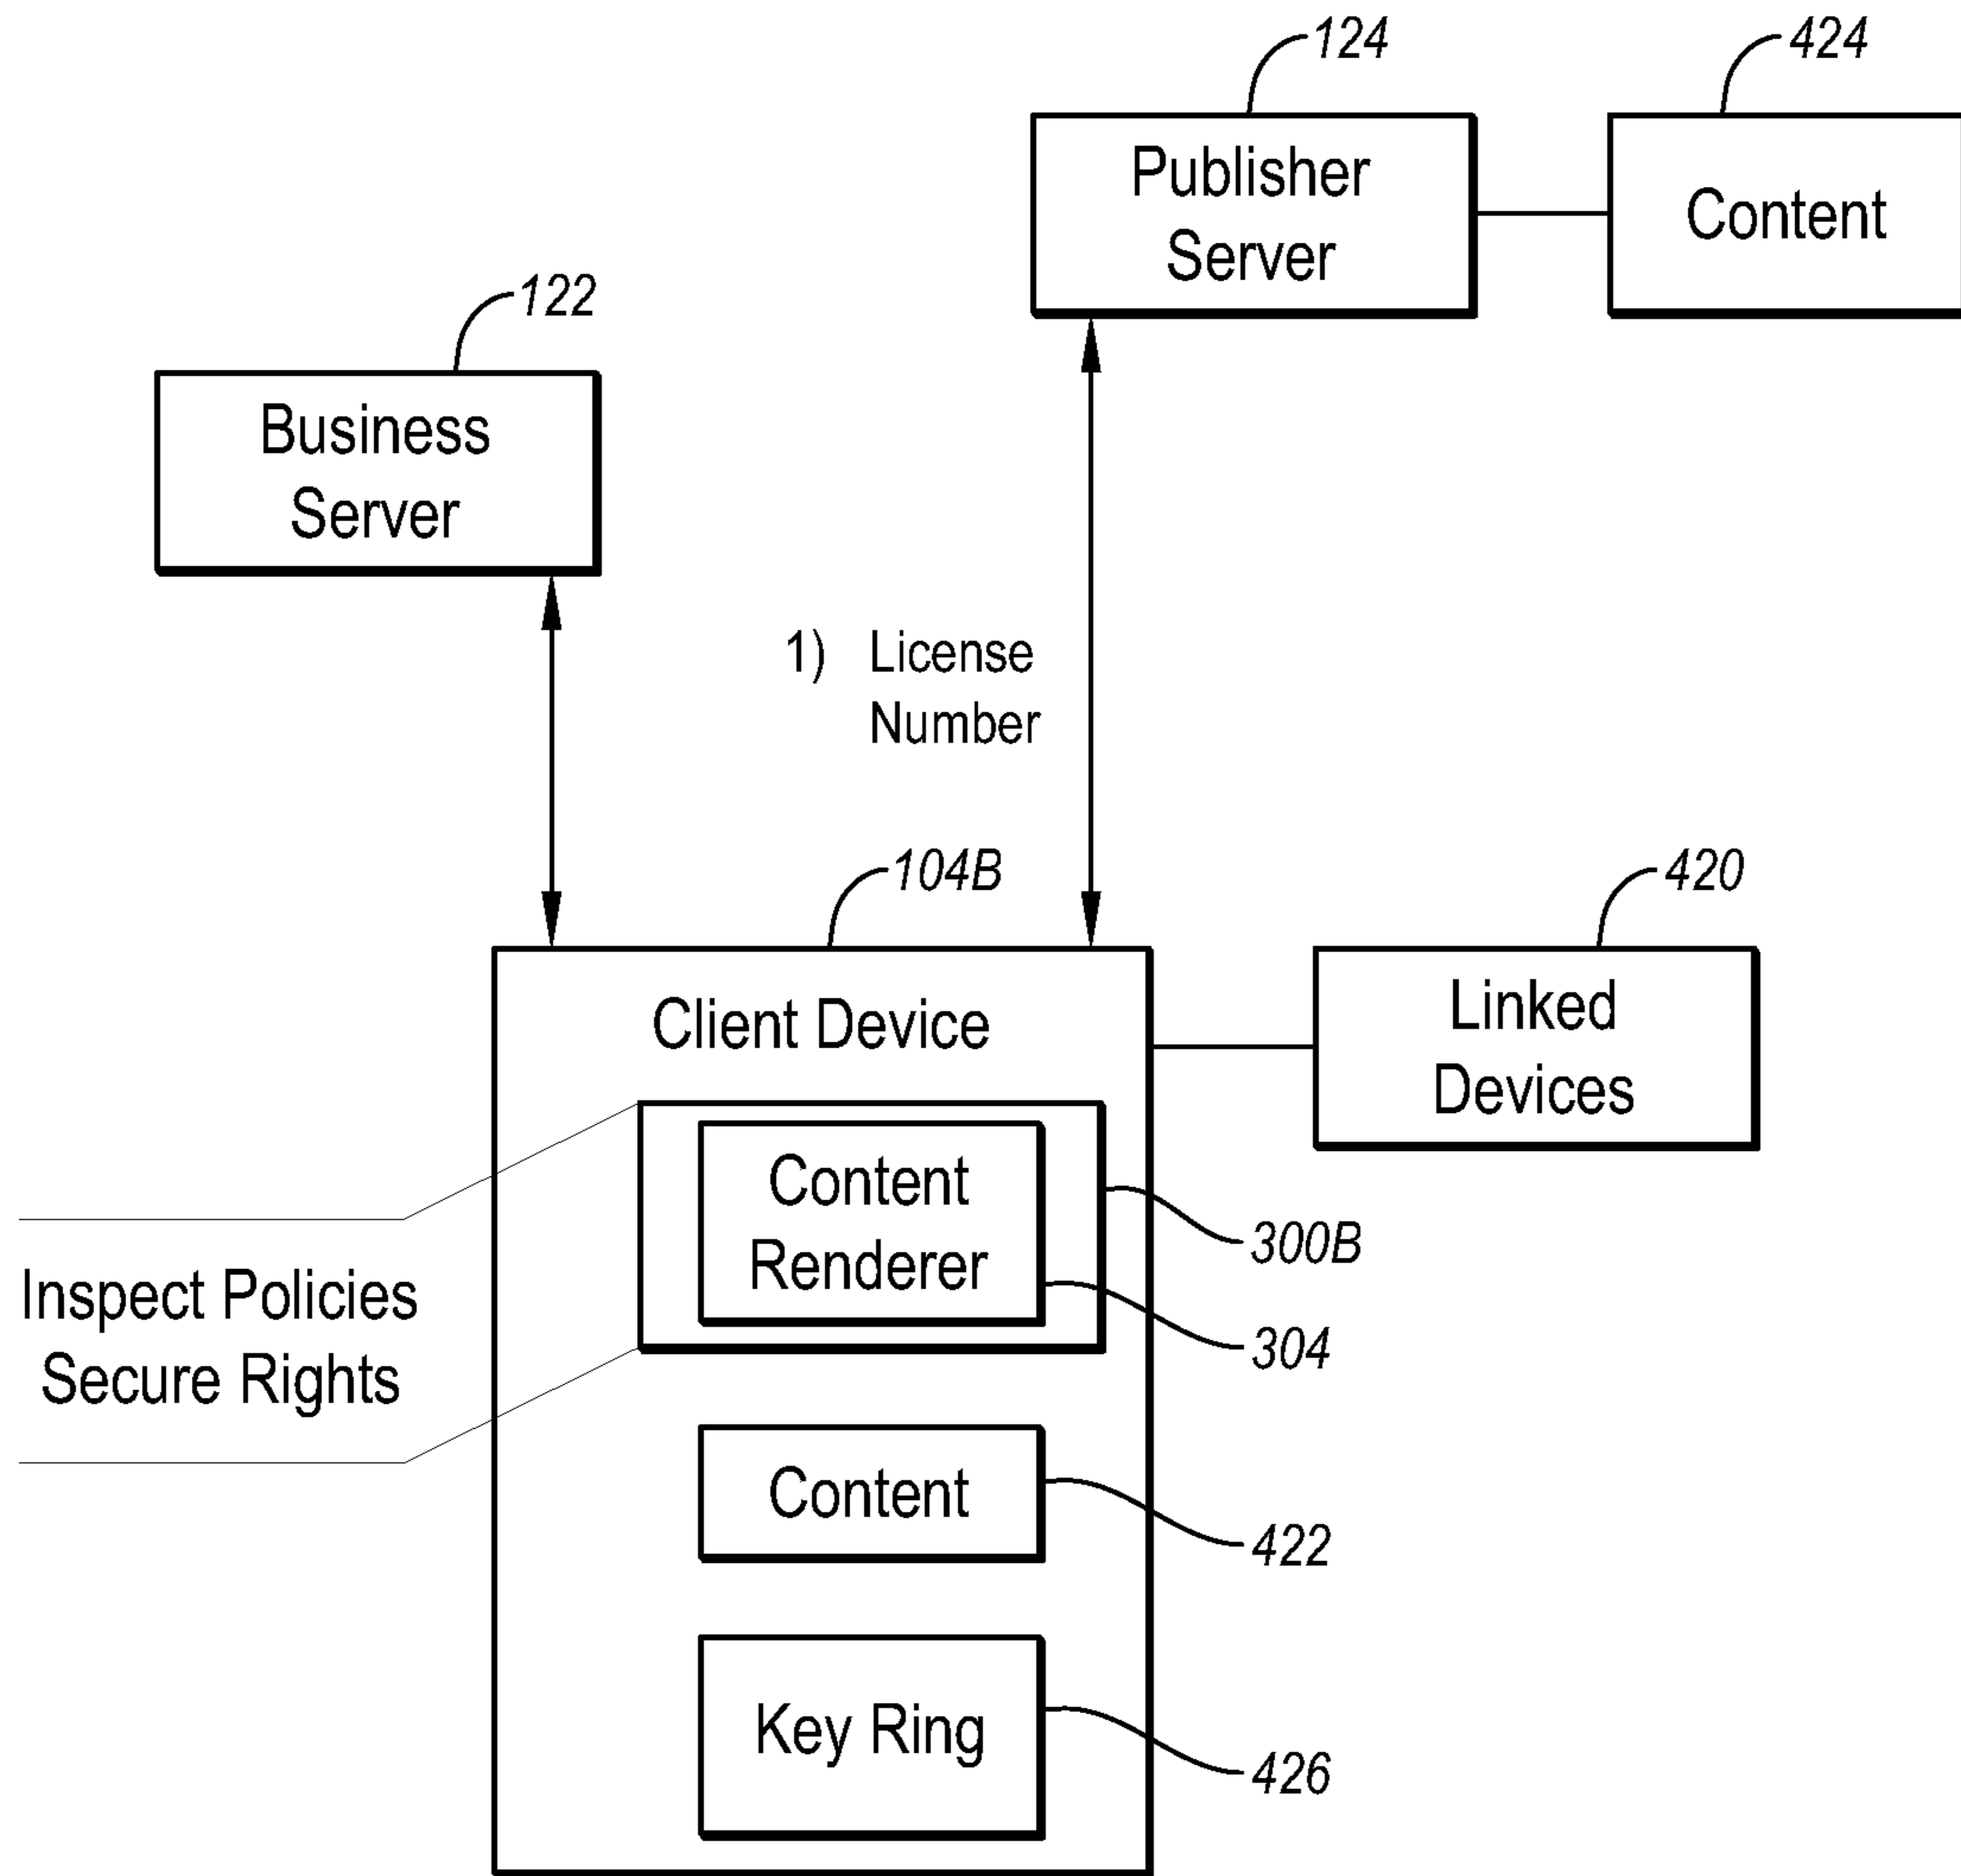 124
424
Publisher
Server
Content
122
Business
Server
1) License
Number
104B
420
Client Device
Linked
Devices
Content
Renderer
300B
304
Inspect Policies
Secure Rights
Content
422
Key Ring
426